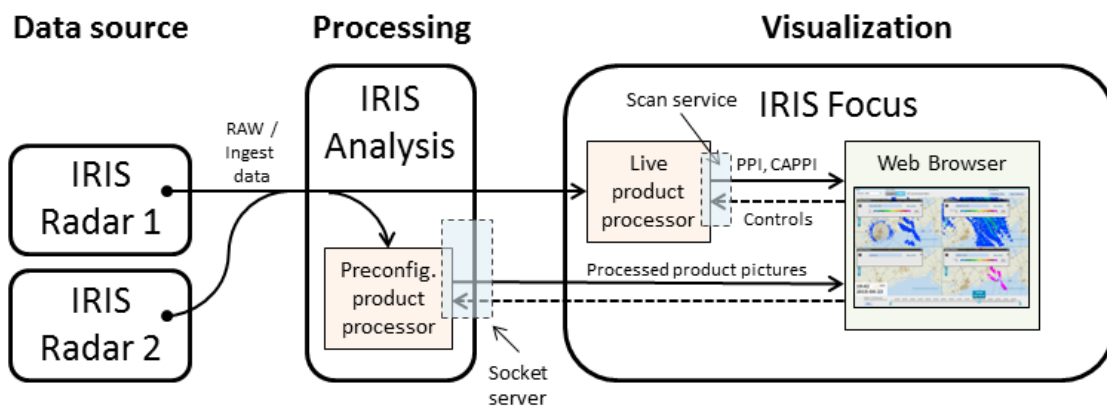 Data source
Processing
Visualization
IRIS
Radar 1
IRIS
Radar 2
RAW /
Ingest
data
IRIS
Analysis
Preconfig.
product
processor
Socket
server
IRIS Focus
Scan service
Live
product
processor
PPI, CAPPI
Controls
Processed product pictures
Web Browser